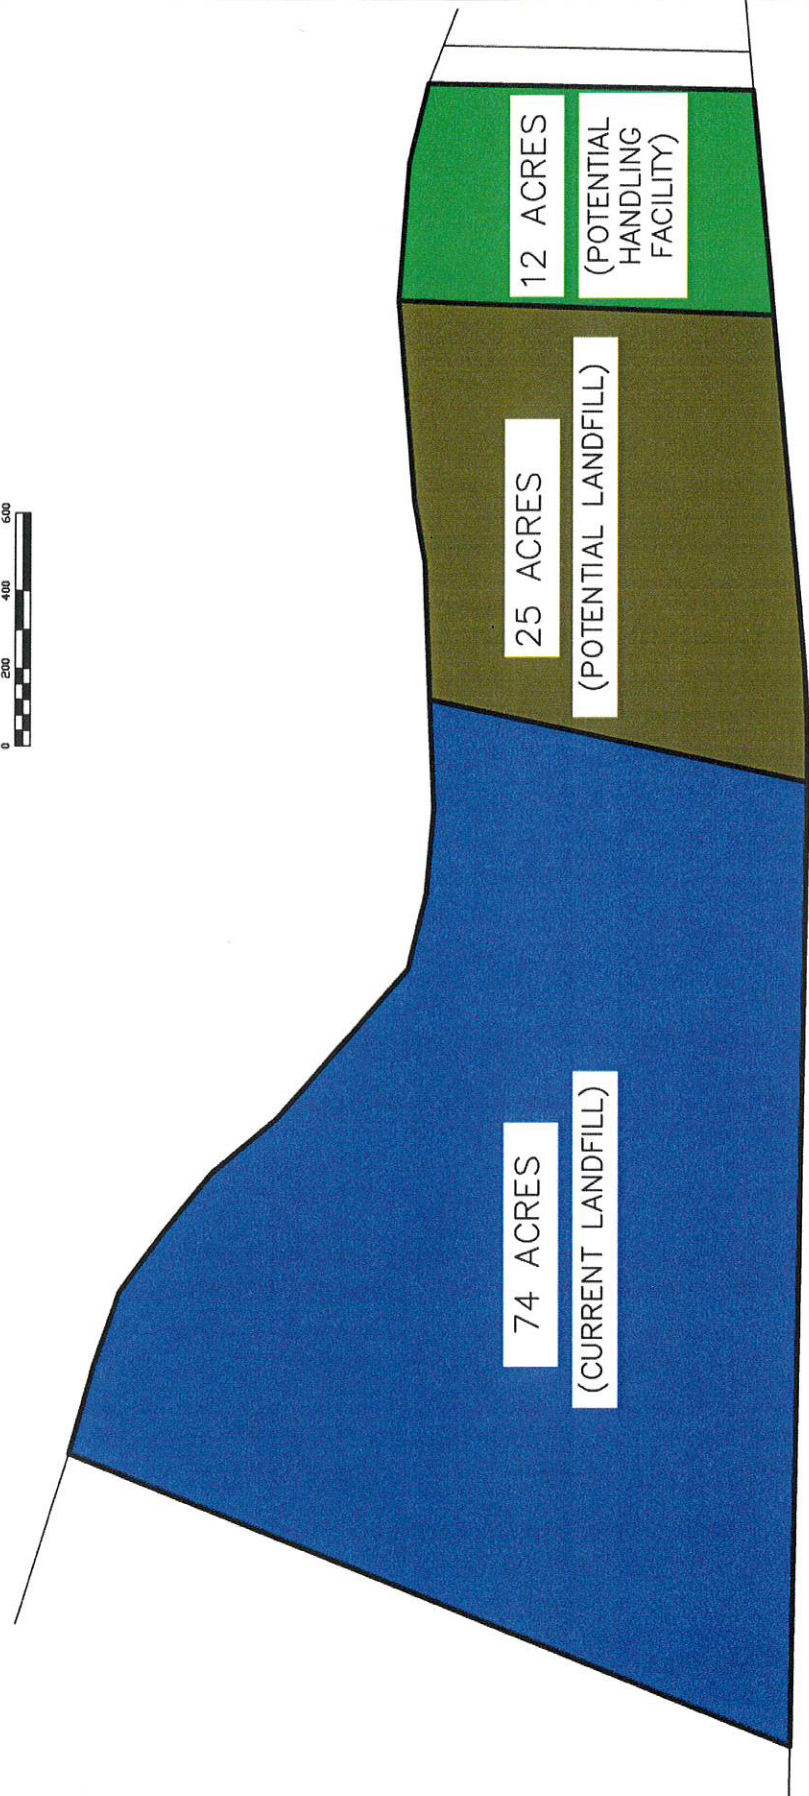 0 200 400 600
74 ACRES
(CURRENT LANDFILL)
25 ACRES
(POTENTIAL LANDFILL)
12 ACRES
(POTENTIAL
HANDLING
FACILITY)